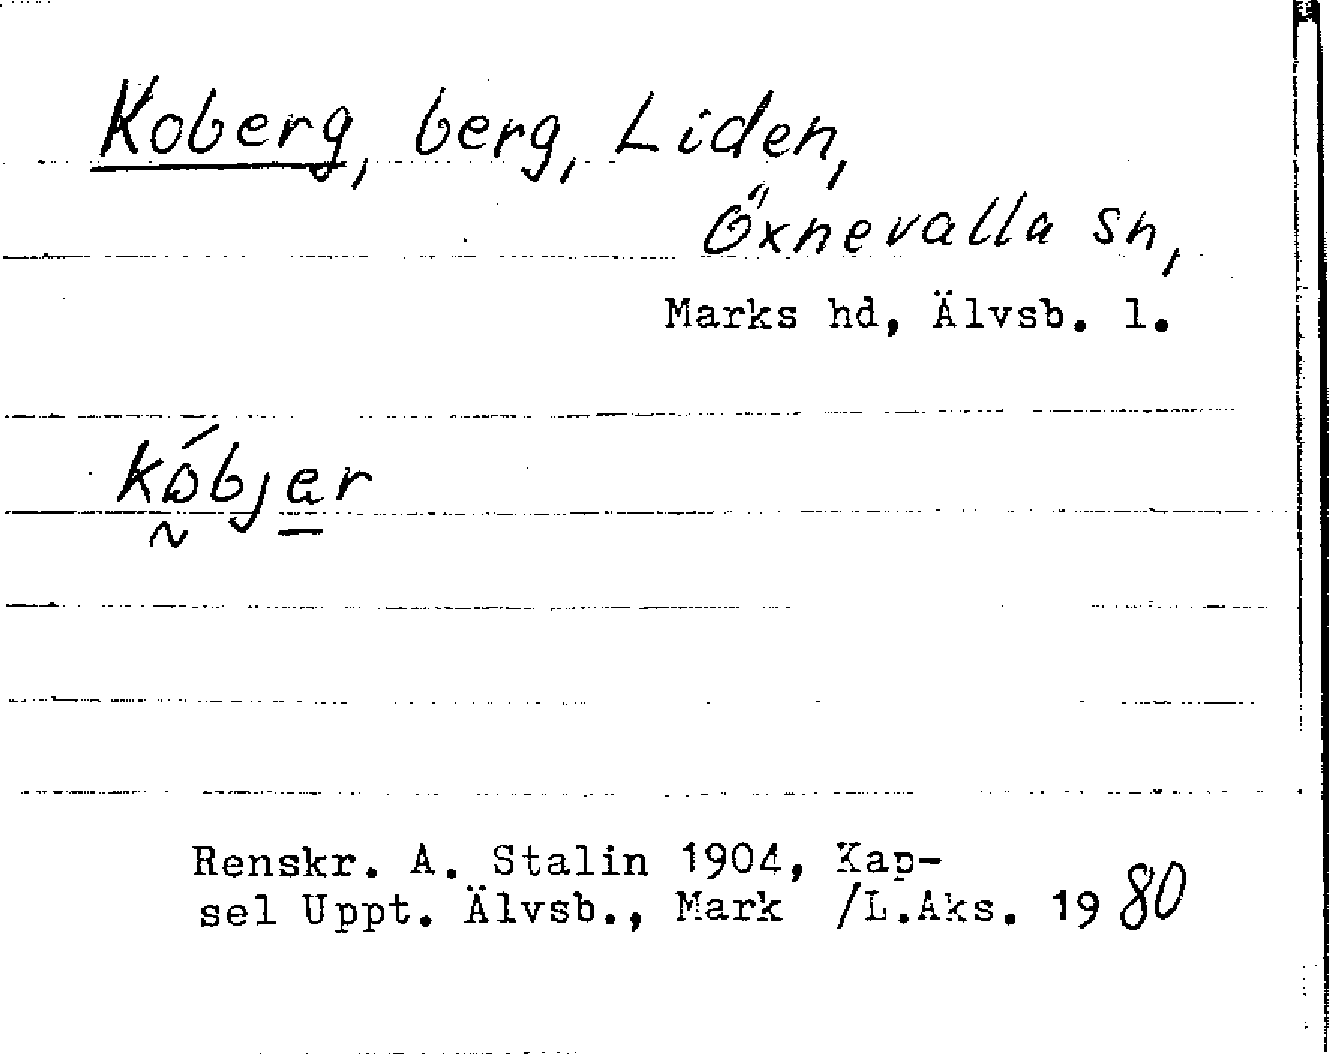 Koberg, berg, Liden,
Öxnevalla sn,
Marks hd, Älvsb. l.
kóbjer
Renskr. A. Stalin 1904, Kap-
sel Uppt. Älvsb., Mark /L.Aks. 1980